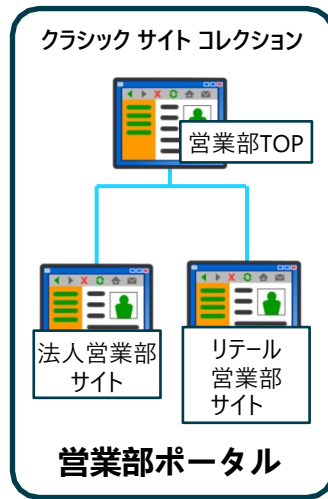 クラシック サイト コレクション
営業部TOP
法人営業部
サイト
リテール
営業部
サイト
営業部ポータル